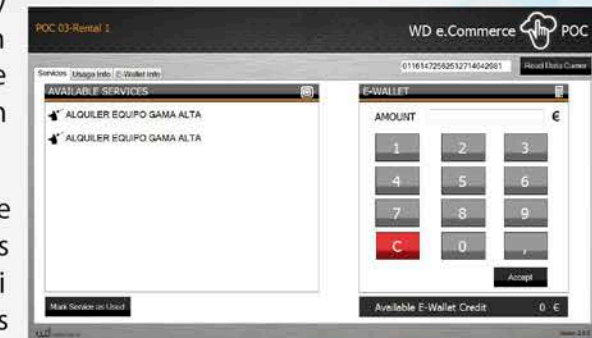 POC 03-Rental 1
WD e.Commerce POC
Services Usage Info E-Wallet Info
AVAILABLE SERVICES
ALQUILER EQUIPO GAMA ALTA
ALQUILER EQUIPO GAMA ALTA
Mark Service as Used
Read Data Carrier
E-WALLET
AMOUNT €
1 2 3
4 5 6
7 8 9
C 0 ,
Accept
Available E-Wallet Credit 0 €